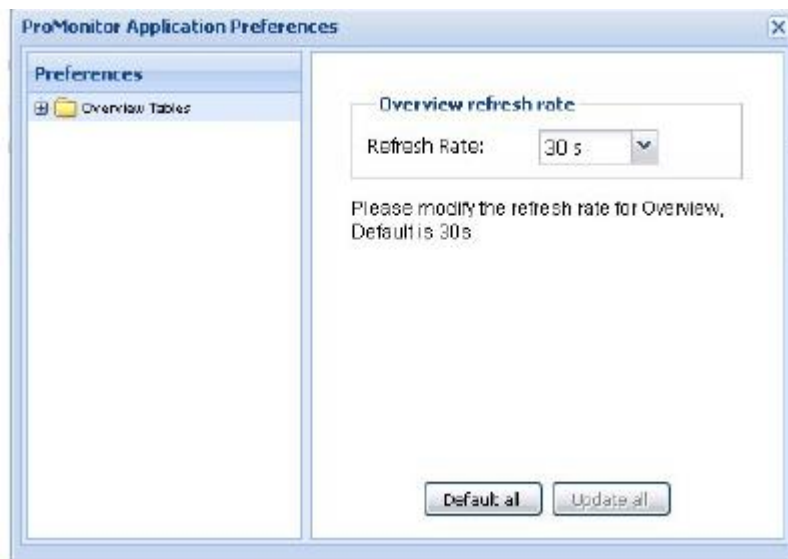 ProMonitor Application Preferences
Preferences
Overview Tables
Overview refresh rate
Refresh Rate: 30 s
Please modify the refresh rate for Overview,
Default is 30s
Default all Update all